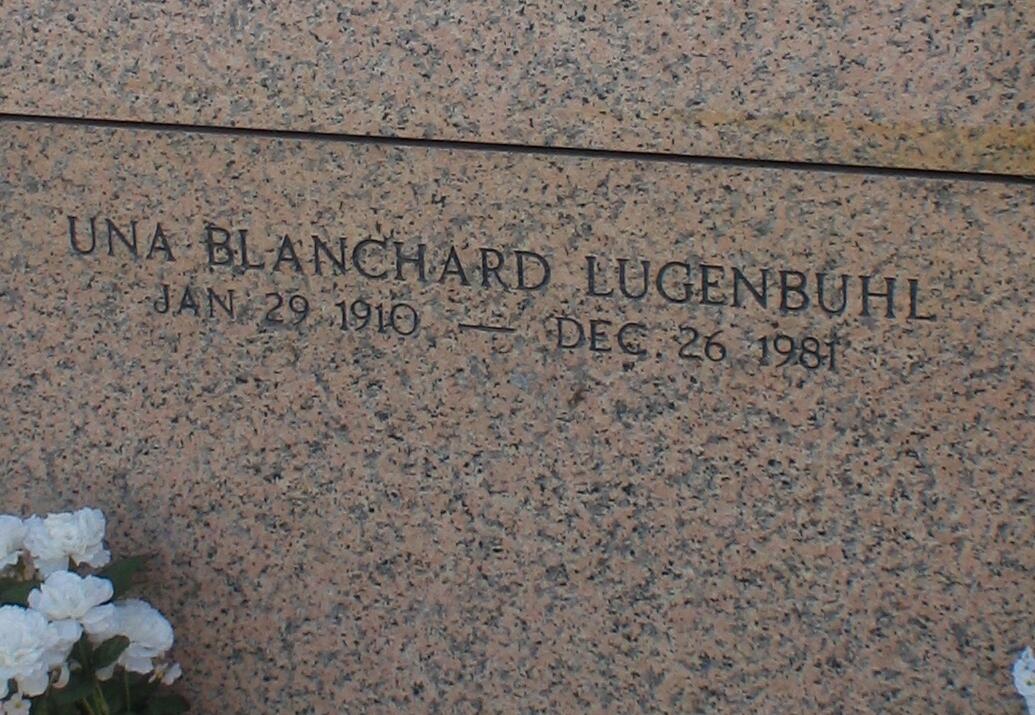 UNA BLANCHARD LUGENBUHL
JAN 29 1910 — DEC 26 1981